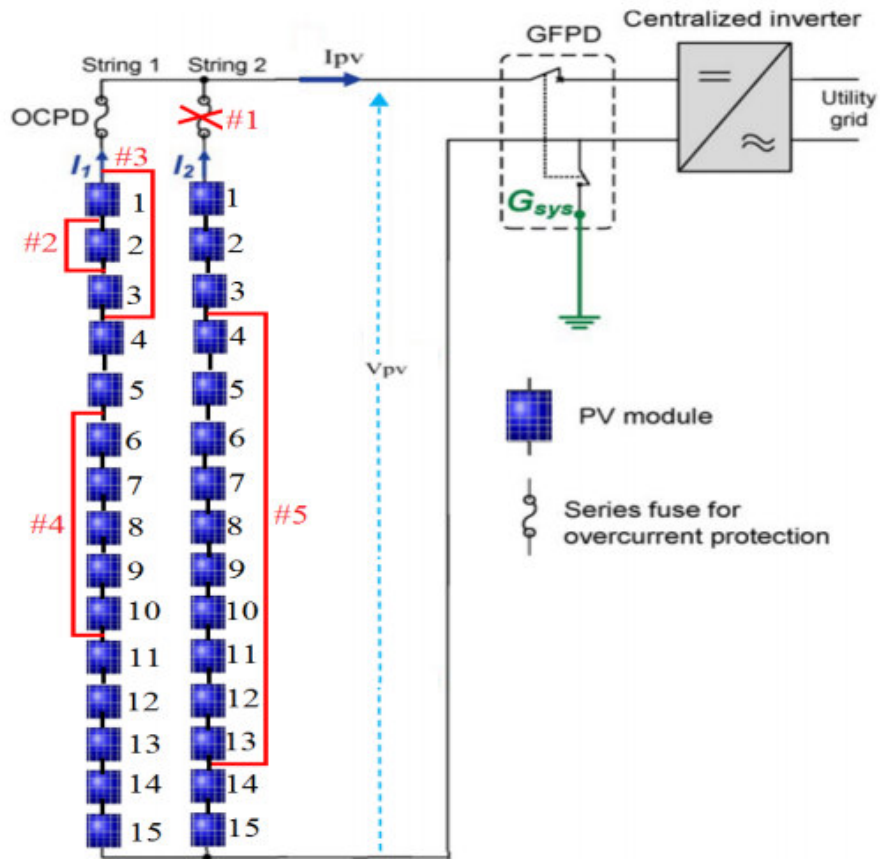 Centralized inverter
GFPD
String 1
String 2
Ipv
OCPD
#1
Utility
grid
I1
#3
I2
Gsys
#2
1
2
3
4
5
6
7
8
9
10
11
12
13
14
15
#4
1
2
3
4
5
6
7
8
9
10
11
12
13
14
15
#5
Vpv
PV module
Series fuse for
overcurrent protection